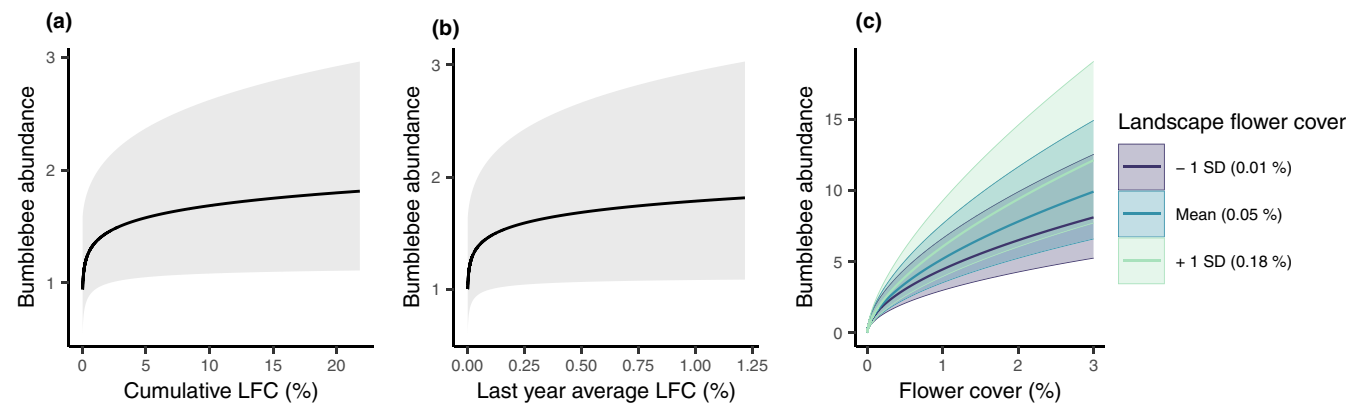 (a)
Bumblebee abundance
3
2
1
0 5 10 15 20
Cumulative LFC (%)
(b)
Bumblebee abundance
3
2
1
0.00 0.25 0.50 0.75 1.00 1.25
Last year average LFC (%)
(c)
Bumblebee abundance
15
10
5
0
0 1 2 3
Flower cover (%)
Landscape flower cover
− 1 SD (0.01 %)
Mean (0.05 %)
+ 1 SD (0.18 %)